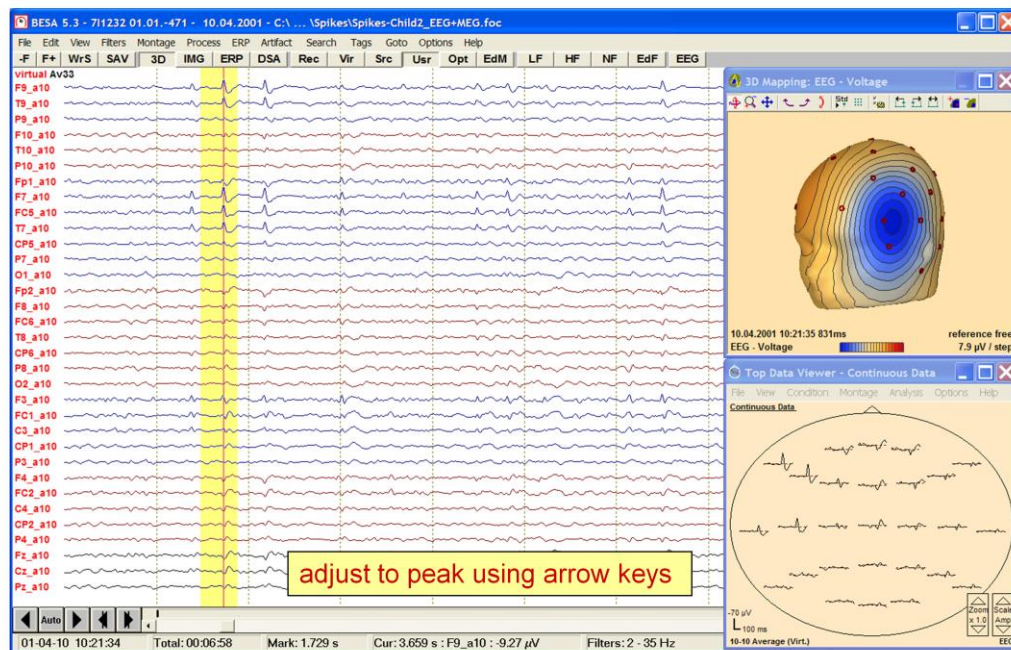 BESA 5.3 - 7I1232 01.01.-471 - 10.04.2001 - C:\ ... \Spikes\Spikes-Child2_EEG+MEG.foc
File Edit View Filters Montage Process ERP Artifact Search Tags Goto Options Help
-F F+ WrS SAV 3D IMG ERP DSA Rec Vir Src Usr Opt EdM LF HF NF EdF EEG
virtual Av33
F9_a10
T9_a10
P9_a10
F10_a10
T10_a10
P10_a10
Fp1_a10
F7_a10
FC5_a10
T7_a10
CP5_a10
P7_a10
O1_a10
Fp2_a10
F8_a10
FC6_a10
T8_a10
CP6_a10
P8_a10
O2_a10
F3_a10
FC1_a10
C3_a10
CP1_a10
P3_a10
F4_a10
FC2_a10
C4_a10
CP2_a10
P4_a10
Fz_a10
Cz_a10
Pz_a10
adjust to peak using arrow keys
Auto
01-04-10 10:21:34 Total: 00:06:58 Mark: 1.729 s Cur: 3.659 s : F9_a10 : -9.27 µV Filters: 2 - 35 Hz
3D Mapping: EEG - Voltage
Std
10.04.2001 10:21:35 831ms reference free
EEG - Voltage 7.9 µV / step
Top Data Viewer - Continuous Data
File View Condition Montage Analysis Options Help
Continuous Data
-70 µV
100 ms
Zoom
x 1.0
Scale
Amp
10-10 Average (Virt.) EEG